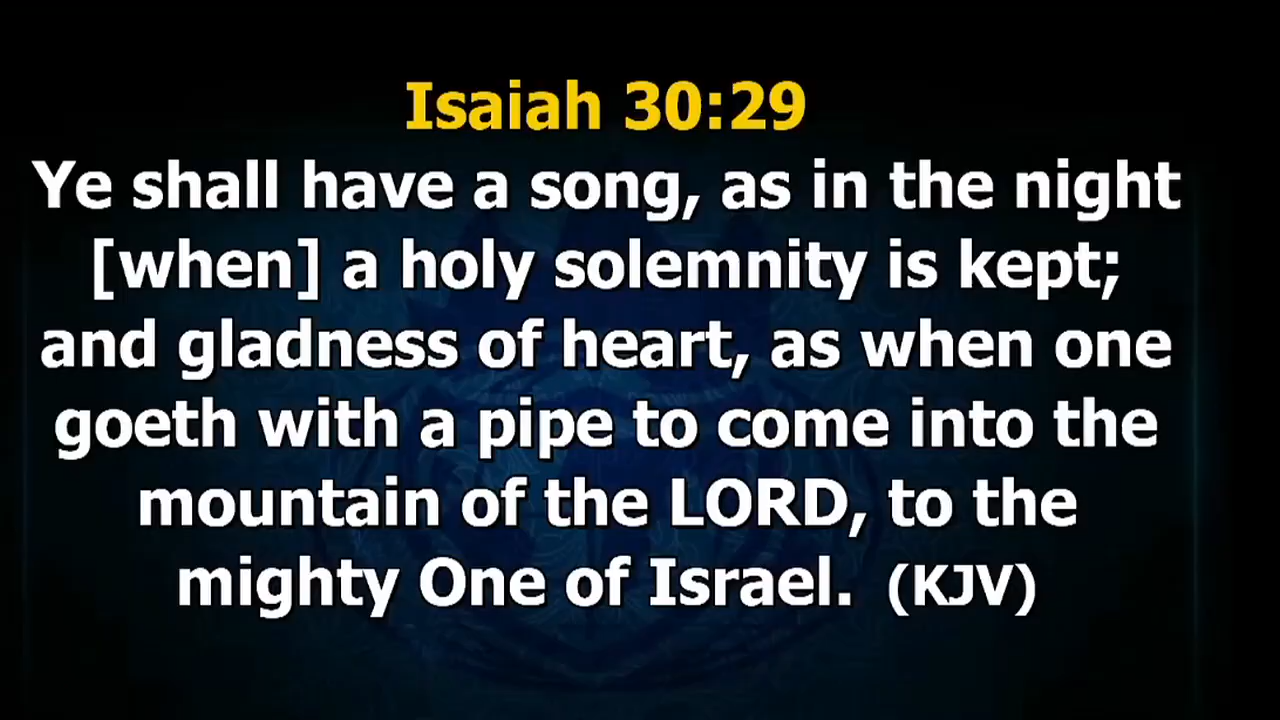 Isaiah 30:29
Ye shall have a song, as in the night
[when] a holy solemnity is kept;
and gladness of heart, as when one
goeth with a pipe to come into the
mountain of the LORD, to the
mighty One of Israel. (KJV)